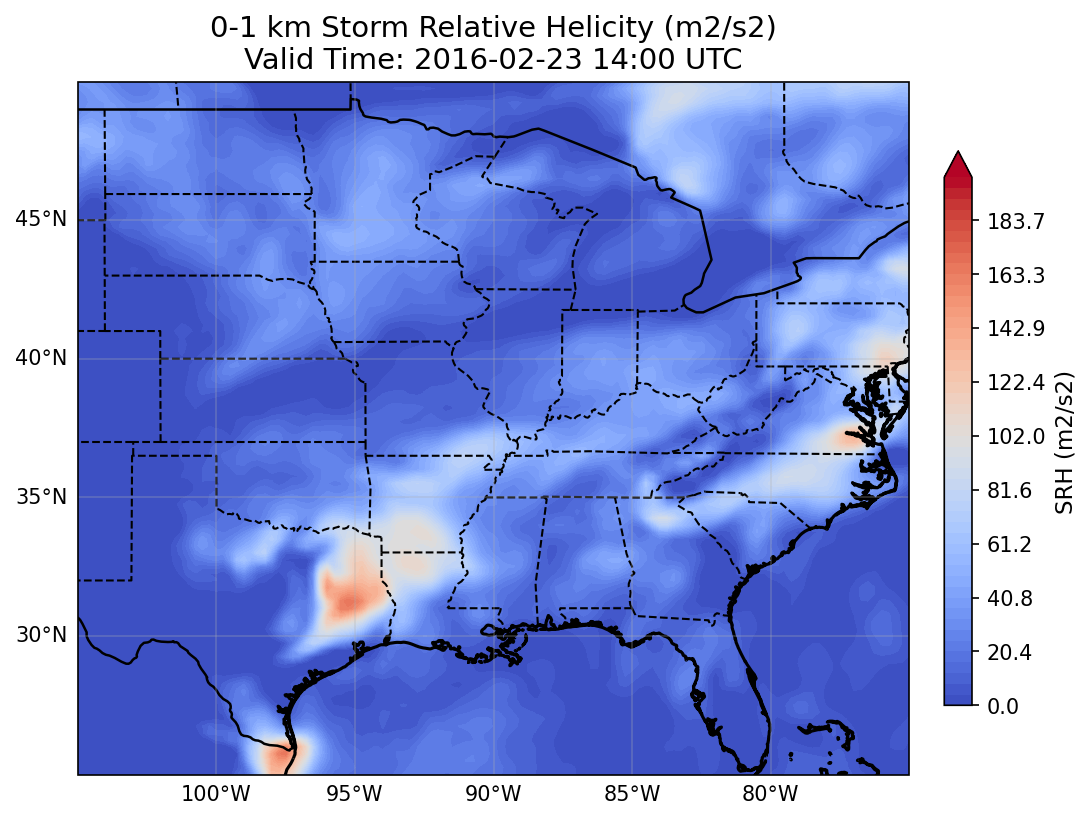 0-1 km Storm Relative Helicity (m2/s2)
Valid Time: 2016-02-23 14:00 UTC
45°N
40°N
35°N
30°N
100°W
95°W
90°W
85°W
80°W
183.7
163.3
142.9
122.4
102.0
81.6
61.2
40.8
20.4
0.0
SRH (m2/s2)